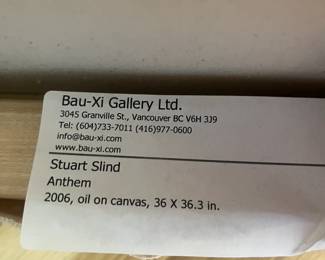 Bau-Xi Gallery Ltd.
3045 Granville St., Vancouver BC V6H 3J9
Tel: (604)733-7011 (416)977-0600
info@bau-xi.com
www.bau-xi.com
Stuart Slind
Anthem
2006, oil on canvas, 36 X 36.3 in.